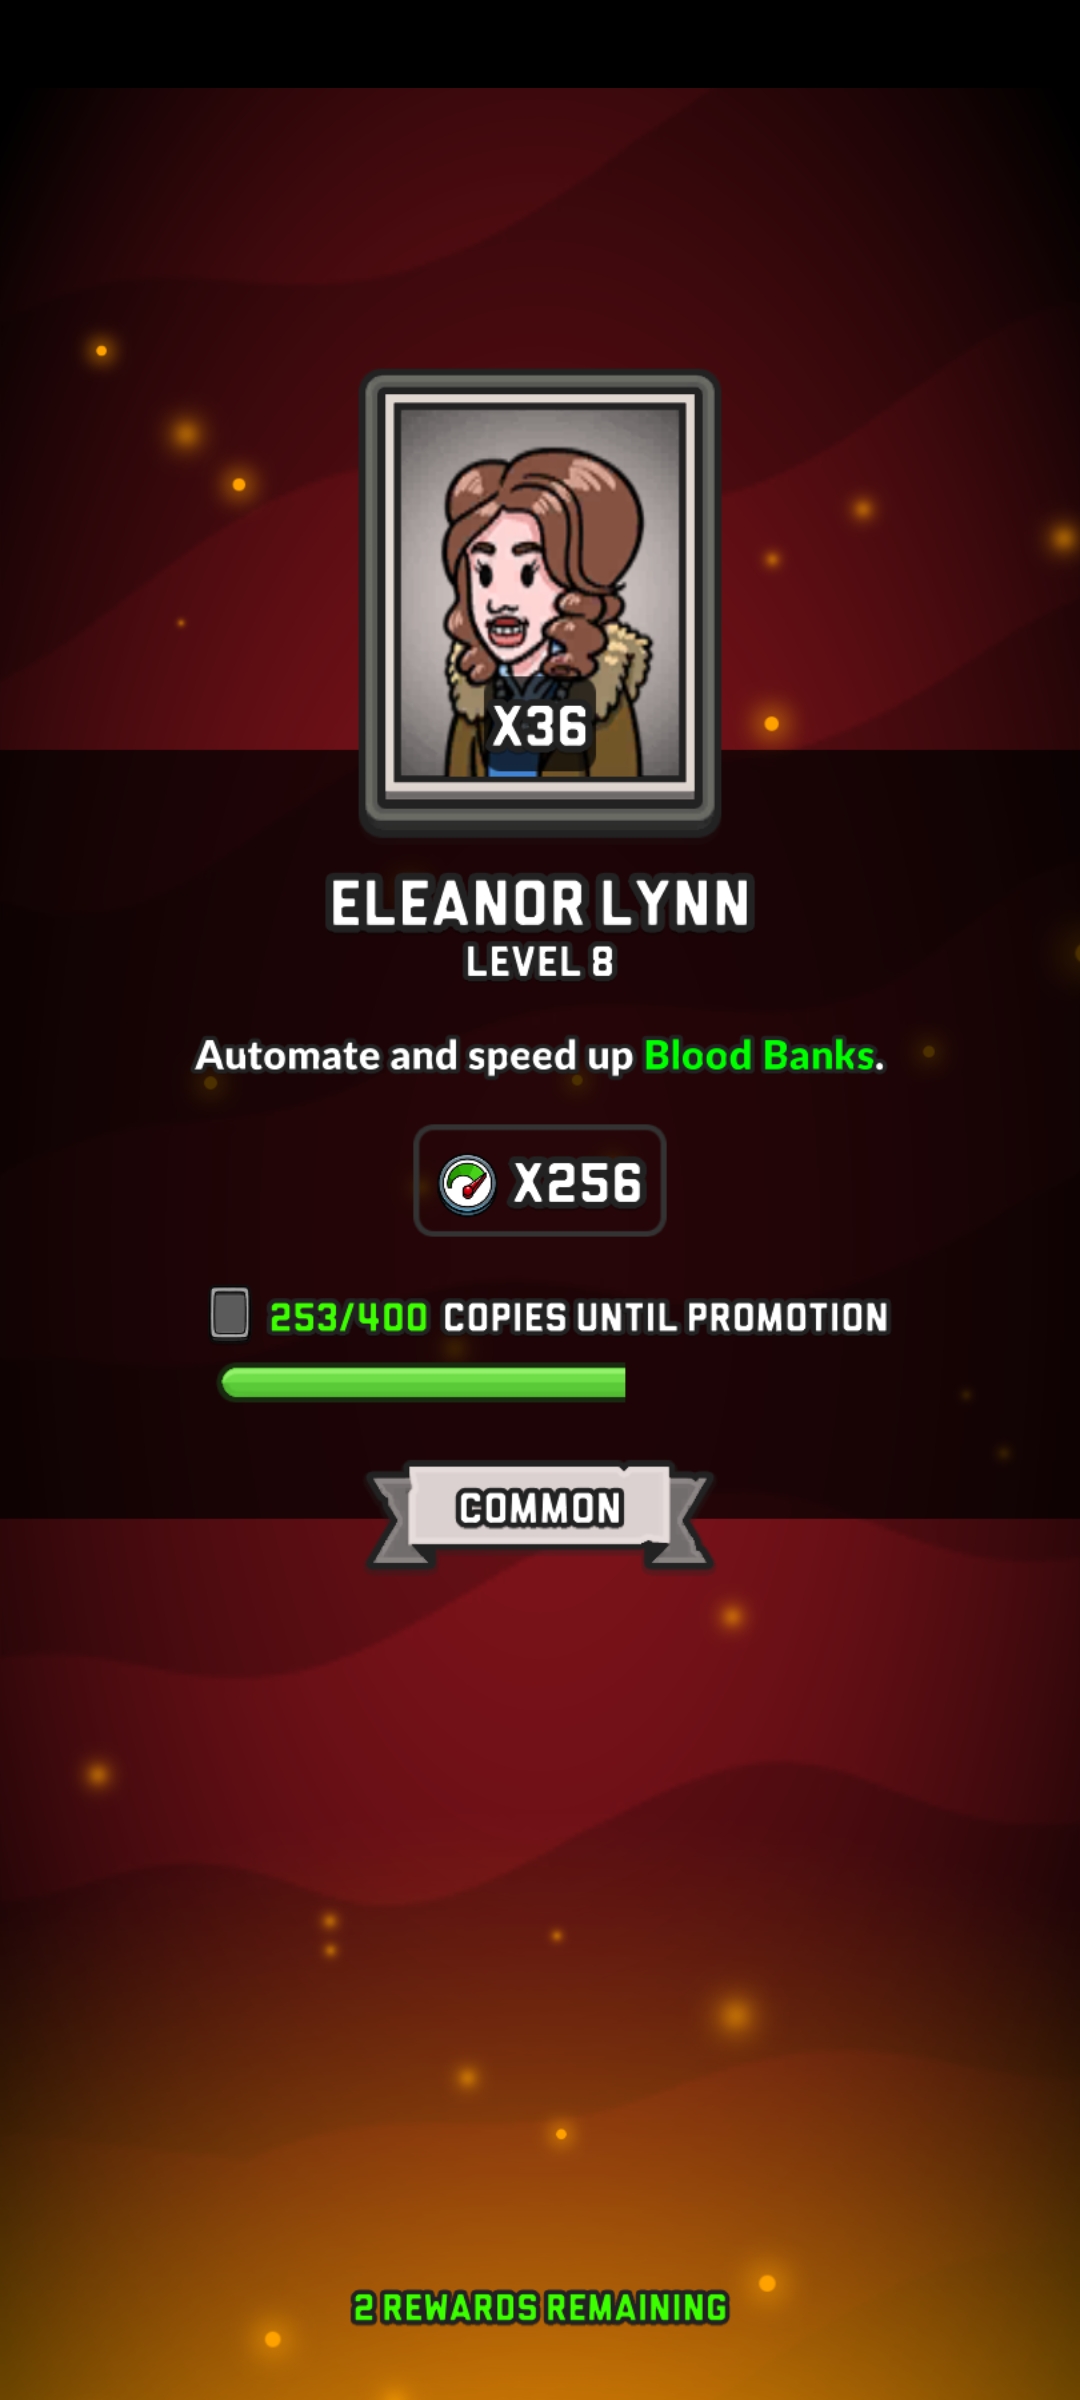 X36
ELEANOR LYNN
LEVEL 8
Automate and speed up Blood Banks.
X256
253/400 COPIES UNTIL PROMOTION
COMMON
2 REWARDS REMAINING